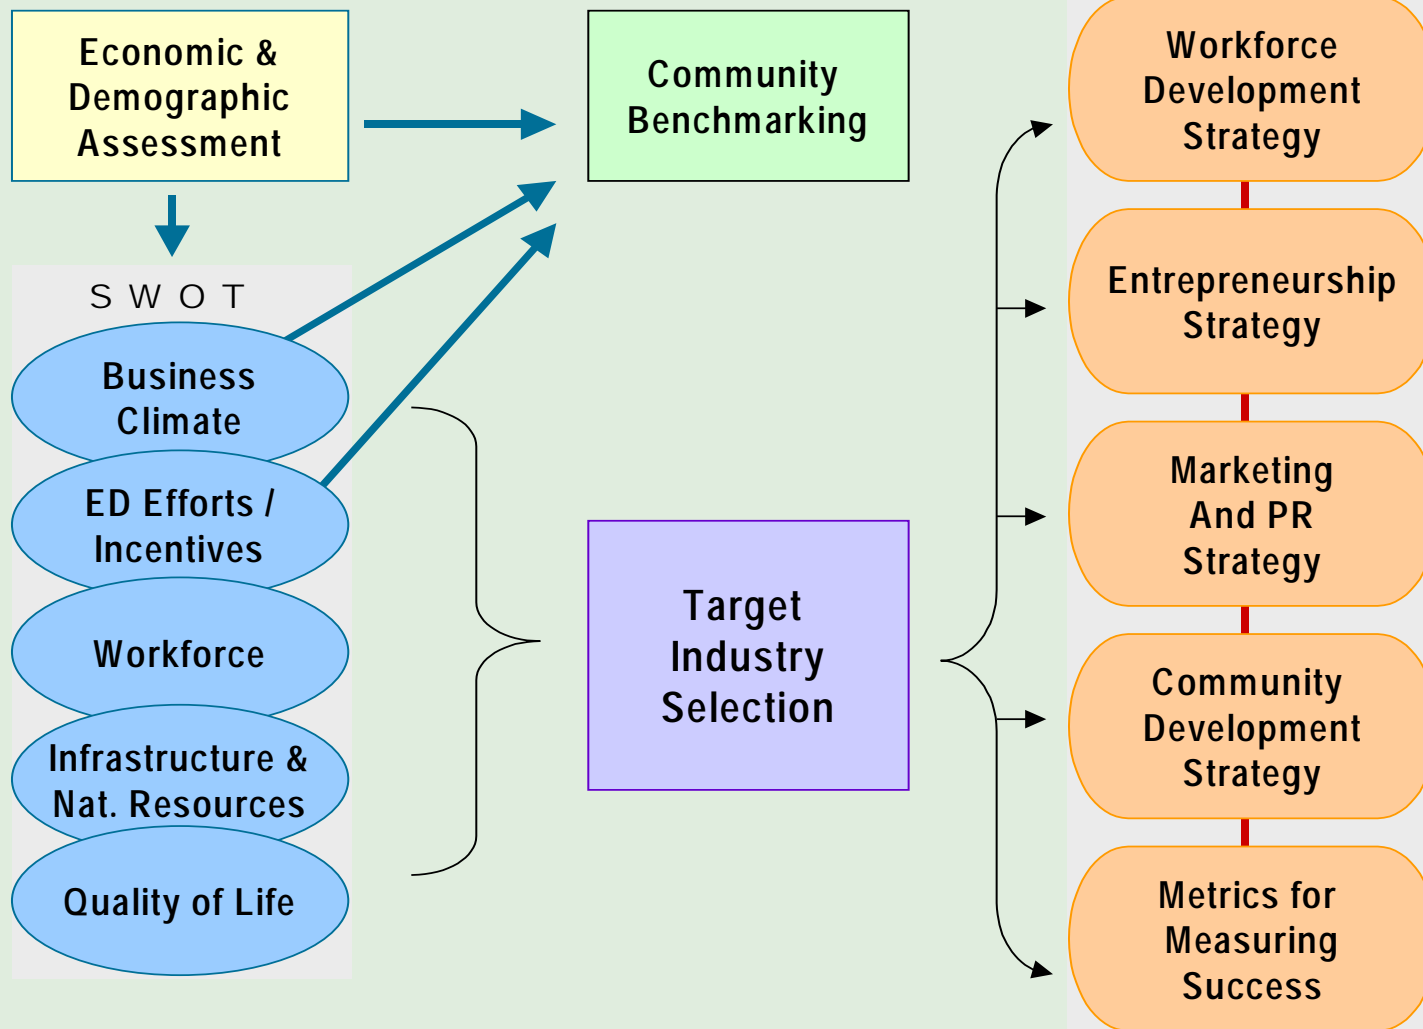 Economic &
Demographic
Assessment
Community
Benchmarking
Workforce
Development
Strategy
Entrepreneurship
Strategy
S W O T
Business
Climate
ED Efforts /
Incentives
Workforce
Infrastructure &
Nat. Resources
Quality of Life
Target
Industry
Selection
Marketing
And PR
Strategy
Community
Development
Strategy
Metrics for
Measuring
Success